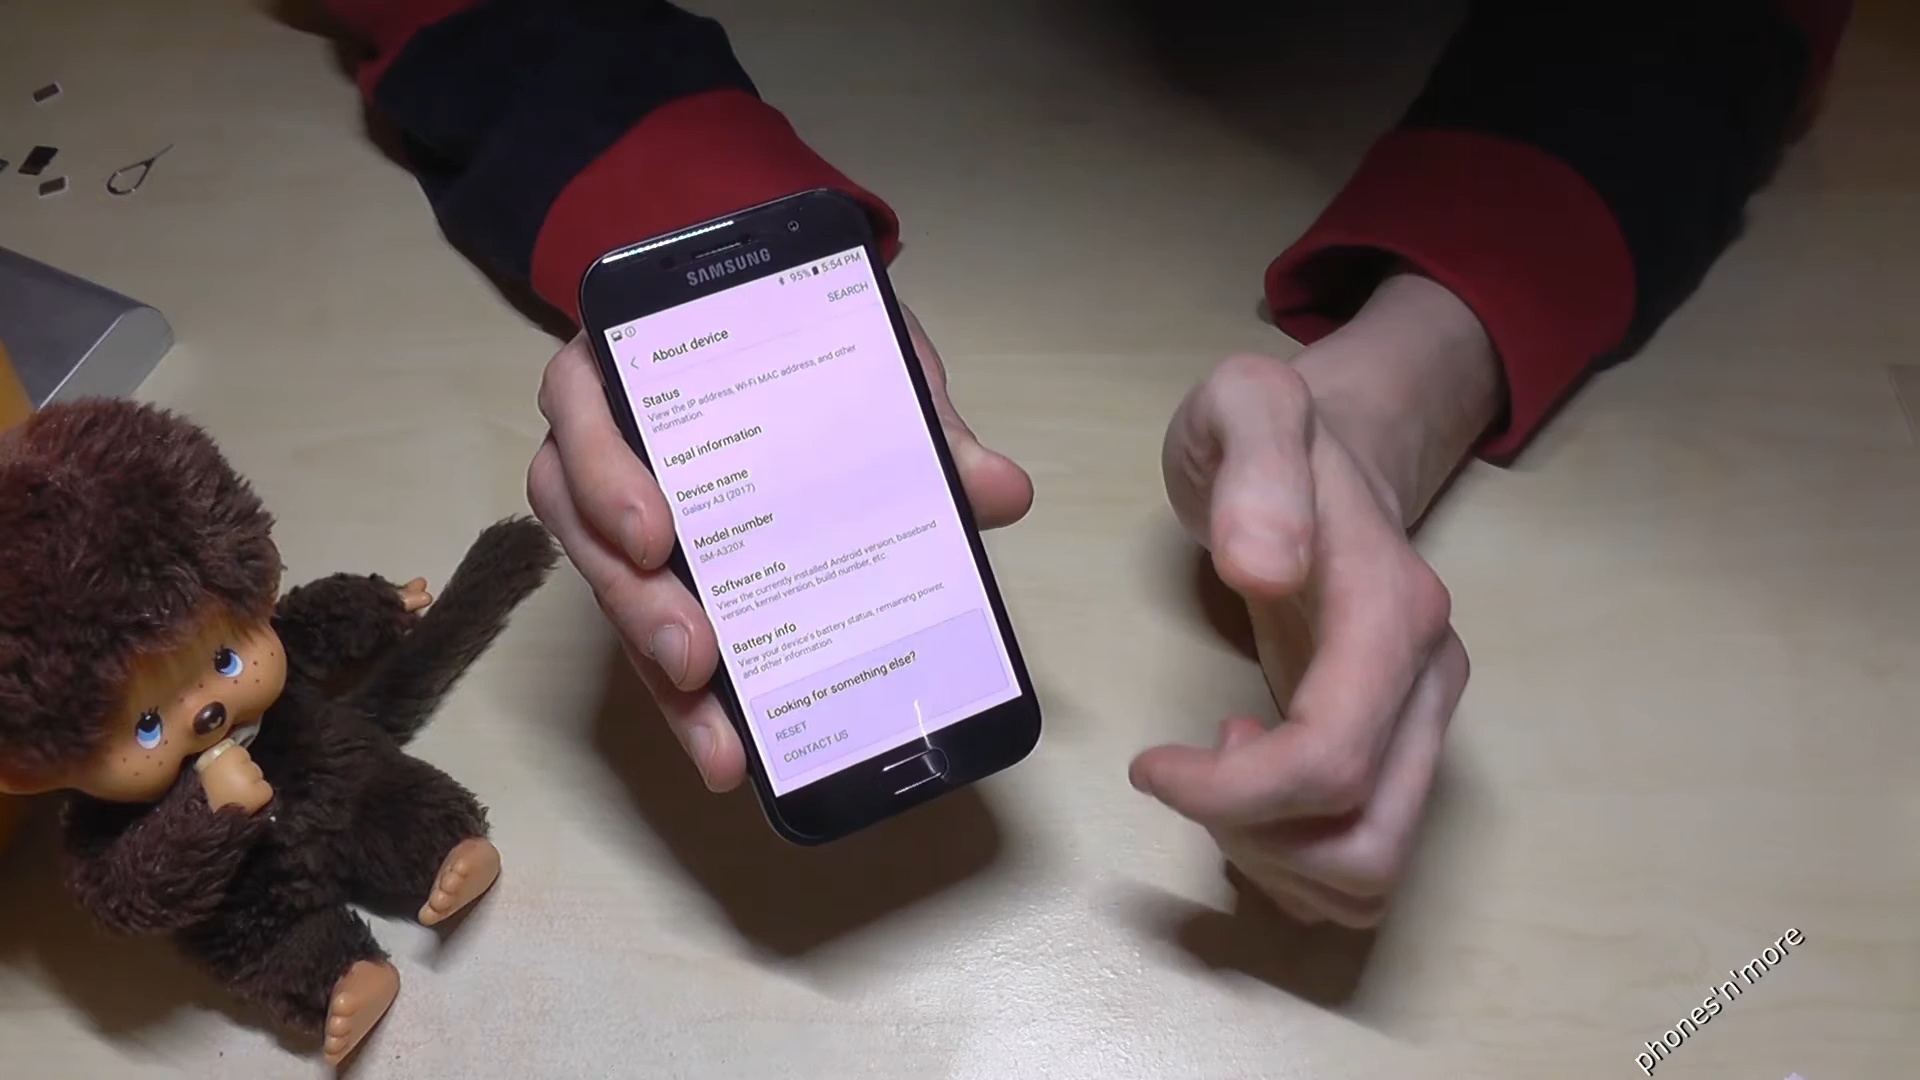 SAMSUNG
95% 5:54 PM
SEARCH
About device
Status
View the IP address, Wi-Fi MAC address, and other
information.
Legal information
Device name
Galaxy A3 (2017)
Model number
SM-A320X
Software info
View the currently installed Android version, baseband
version, kernel version, build number, etc
Battery info
View your device's battery status, remaining power,
and other information.
Looking for something else?
RESET
CONTACT US
phones'n'more